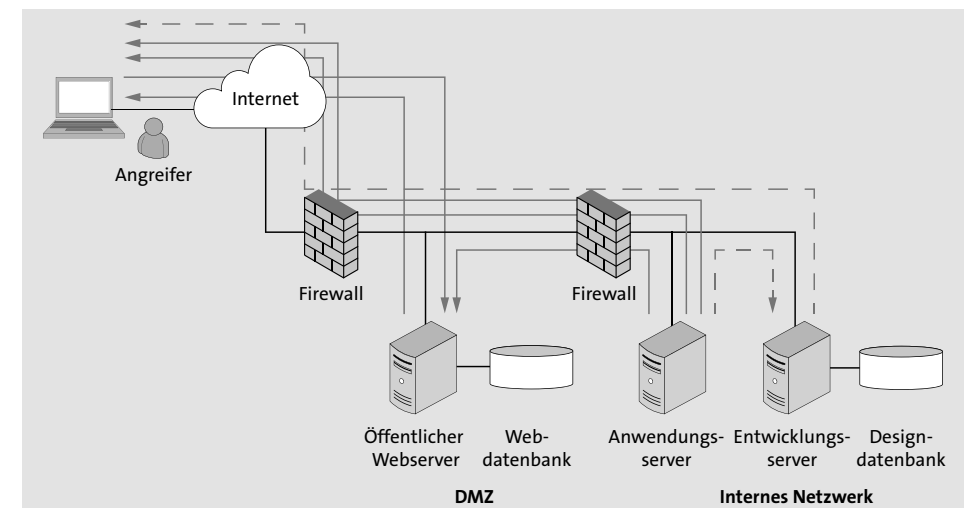 Internet
Angreifer
Firewall
Firewall
Öffentlicher
Webserver
Web-
datenbank
Anwendungs-
server
Entwicklungs-
server
Design-
datenbank
DMZ
Internes Netzwerk